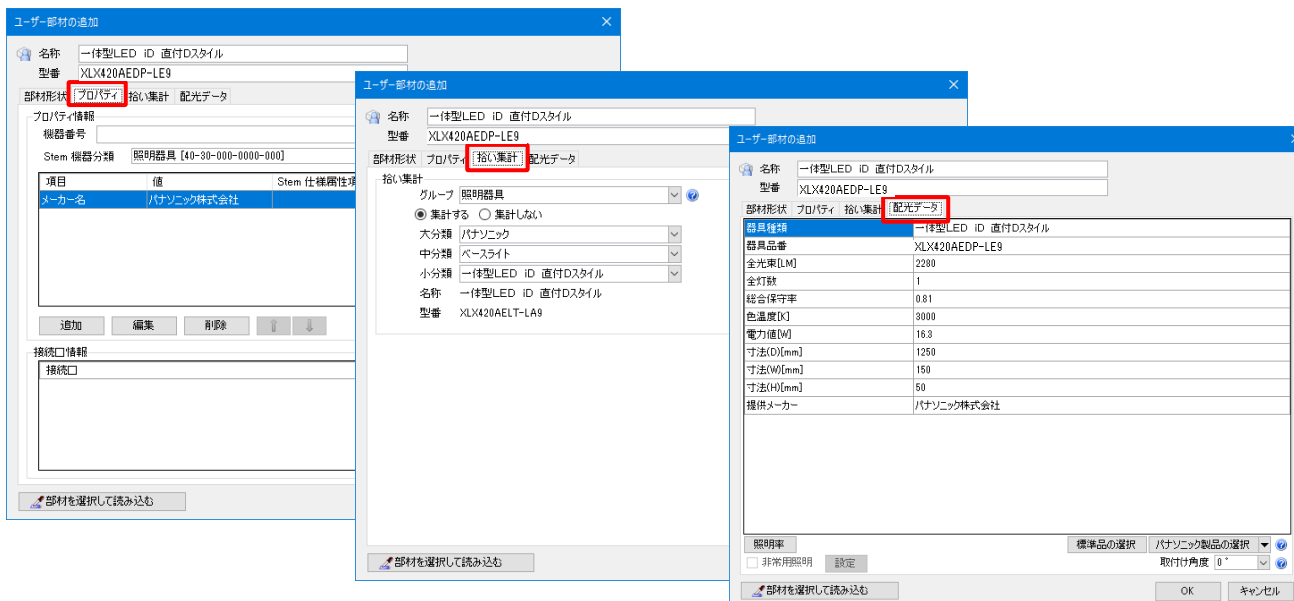 ユーザー部材の追加
名称 一体型LED iD 直付Dスタイル
型番 XLX420AEDP-LE9
部材形状 プロパティ 拾い集計 配光データ
プロパティ情報
機器番号
Stem 機器分類 照明器具 [40-30-000-0000-000]
項目 値 Stem 仕様属性項
メーカー名 パナソニック株式会社
追加 編集 削除
接続口情報
接続口
部材を選択して読み込む
ユーザー部材の追加
名称 一体型LED iD 直付Dスタイル
型番 XLX420AEDP-LE9
部材形状 プロパティ 拾い集計 配光データ
拾い集計
グループ 照明器具
集計する 集計しない
大分類 パナソニック
中分類 ベースライト
小分類 一体型LED iD 直付Dスタイル
名称 一体型LED iD 直付Dスタイル
型番 XLX420AELT-LA9
部材を選択して読み込む
ユーザー部材の追加
名称 一体型LED iD 直付Dスタイル
型番 XLX420AEDP-LE9
部材形状 プロパティ 拾い集計 配光データ
器具種類 一体型LED iD 直付Dスタイル
器具品番 XLX420AEDP-LE9
全光束[LM] 2280
全灯数 1
総合保守率 0.81
色温度[K] 3000
電力値[W] 16.3
寸法(D)[mm] 1250
寸法(W)[mm] 150
寸法(H)[mm] 50
提供メーカー パナソニック株式会社
照明率 標準品の選択 パナソニック製品の選択
非常用照明 設定 取付け角度 0°
部材を選択して読み込む OK キャンセル